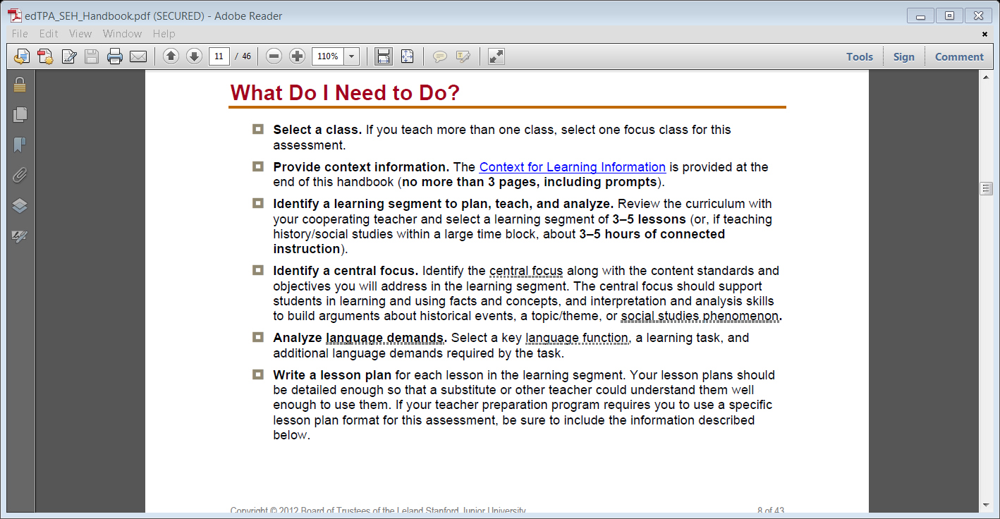 edTPA_SEH_Handbook.pdf (SECURED) - Adobe Reader
File Edit View Window Help
11 / 46 110% Tools Sign Comment
What Do I Need to Do?
Select a class. If you teach more than one class, select one focus class for this
assessment.
Provide context information. The Context for Learning Information is provided at the
end of this handbook (no more than 3 pages, including prompts).
Identify a learning segment to plan, teach, and analyze. Review the curriculum with
your cooperating teacher and select a learning segment of 3–5 lessons (or, if teaching
history/social studies within a large time block, about 3–5 hours of connected
instruction).
Identify a central focus. Identify the central focus along with the content standards and
objectives you will address in the learning segment. The central focus should support
students in learning and using facts and concepts, and interpretation and analysis skills
to build arguments about historical events, a topic/theme, or social studies phenomenon.
Analyze language demands. Select a key language function, a learning task, and
additional language demands required by the task.
Write a lesson plan for each lesson in the learning segment. Your lesson plans should
be detailed enough so that a substitute or other teacher could understand them well
enough to use them. If your teacher preparation program requires you to use a specific
lesson plan format for this assessment, be sure to include the information described
below.
Copyright © 2012 Board of Trustees of the Leland Stanford Junior University 8 of 43